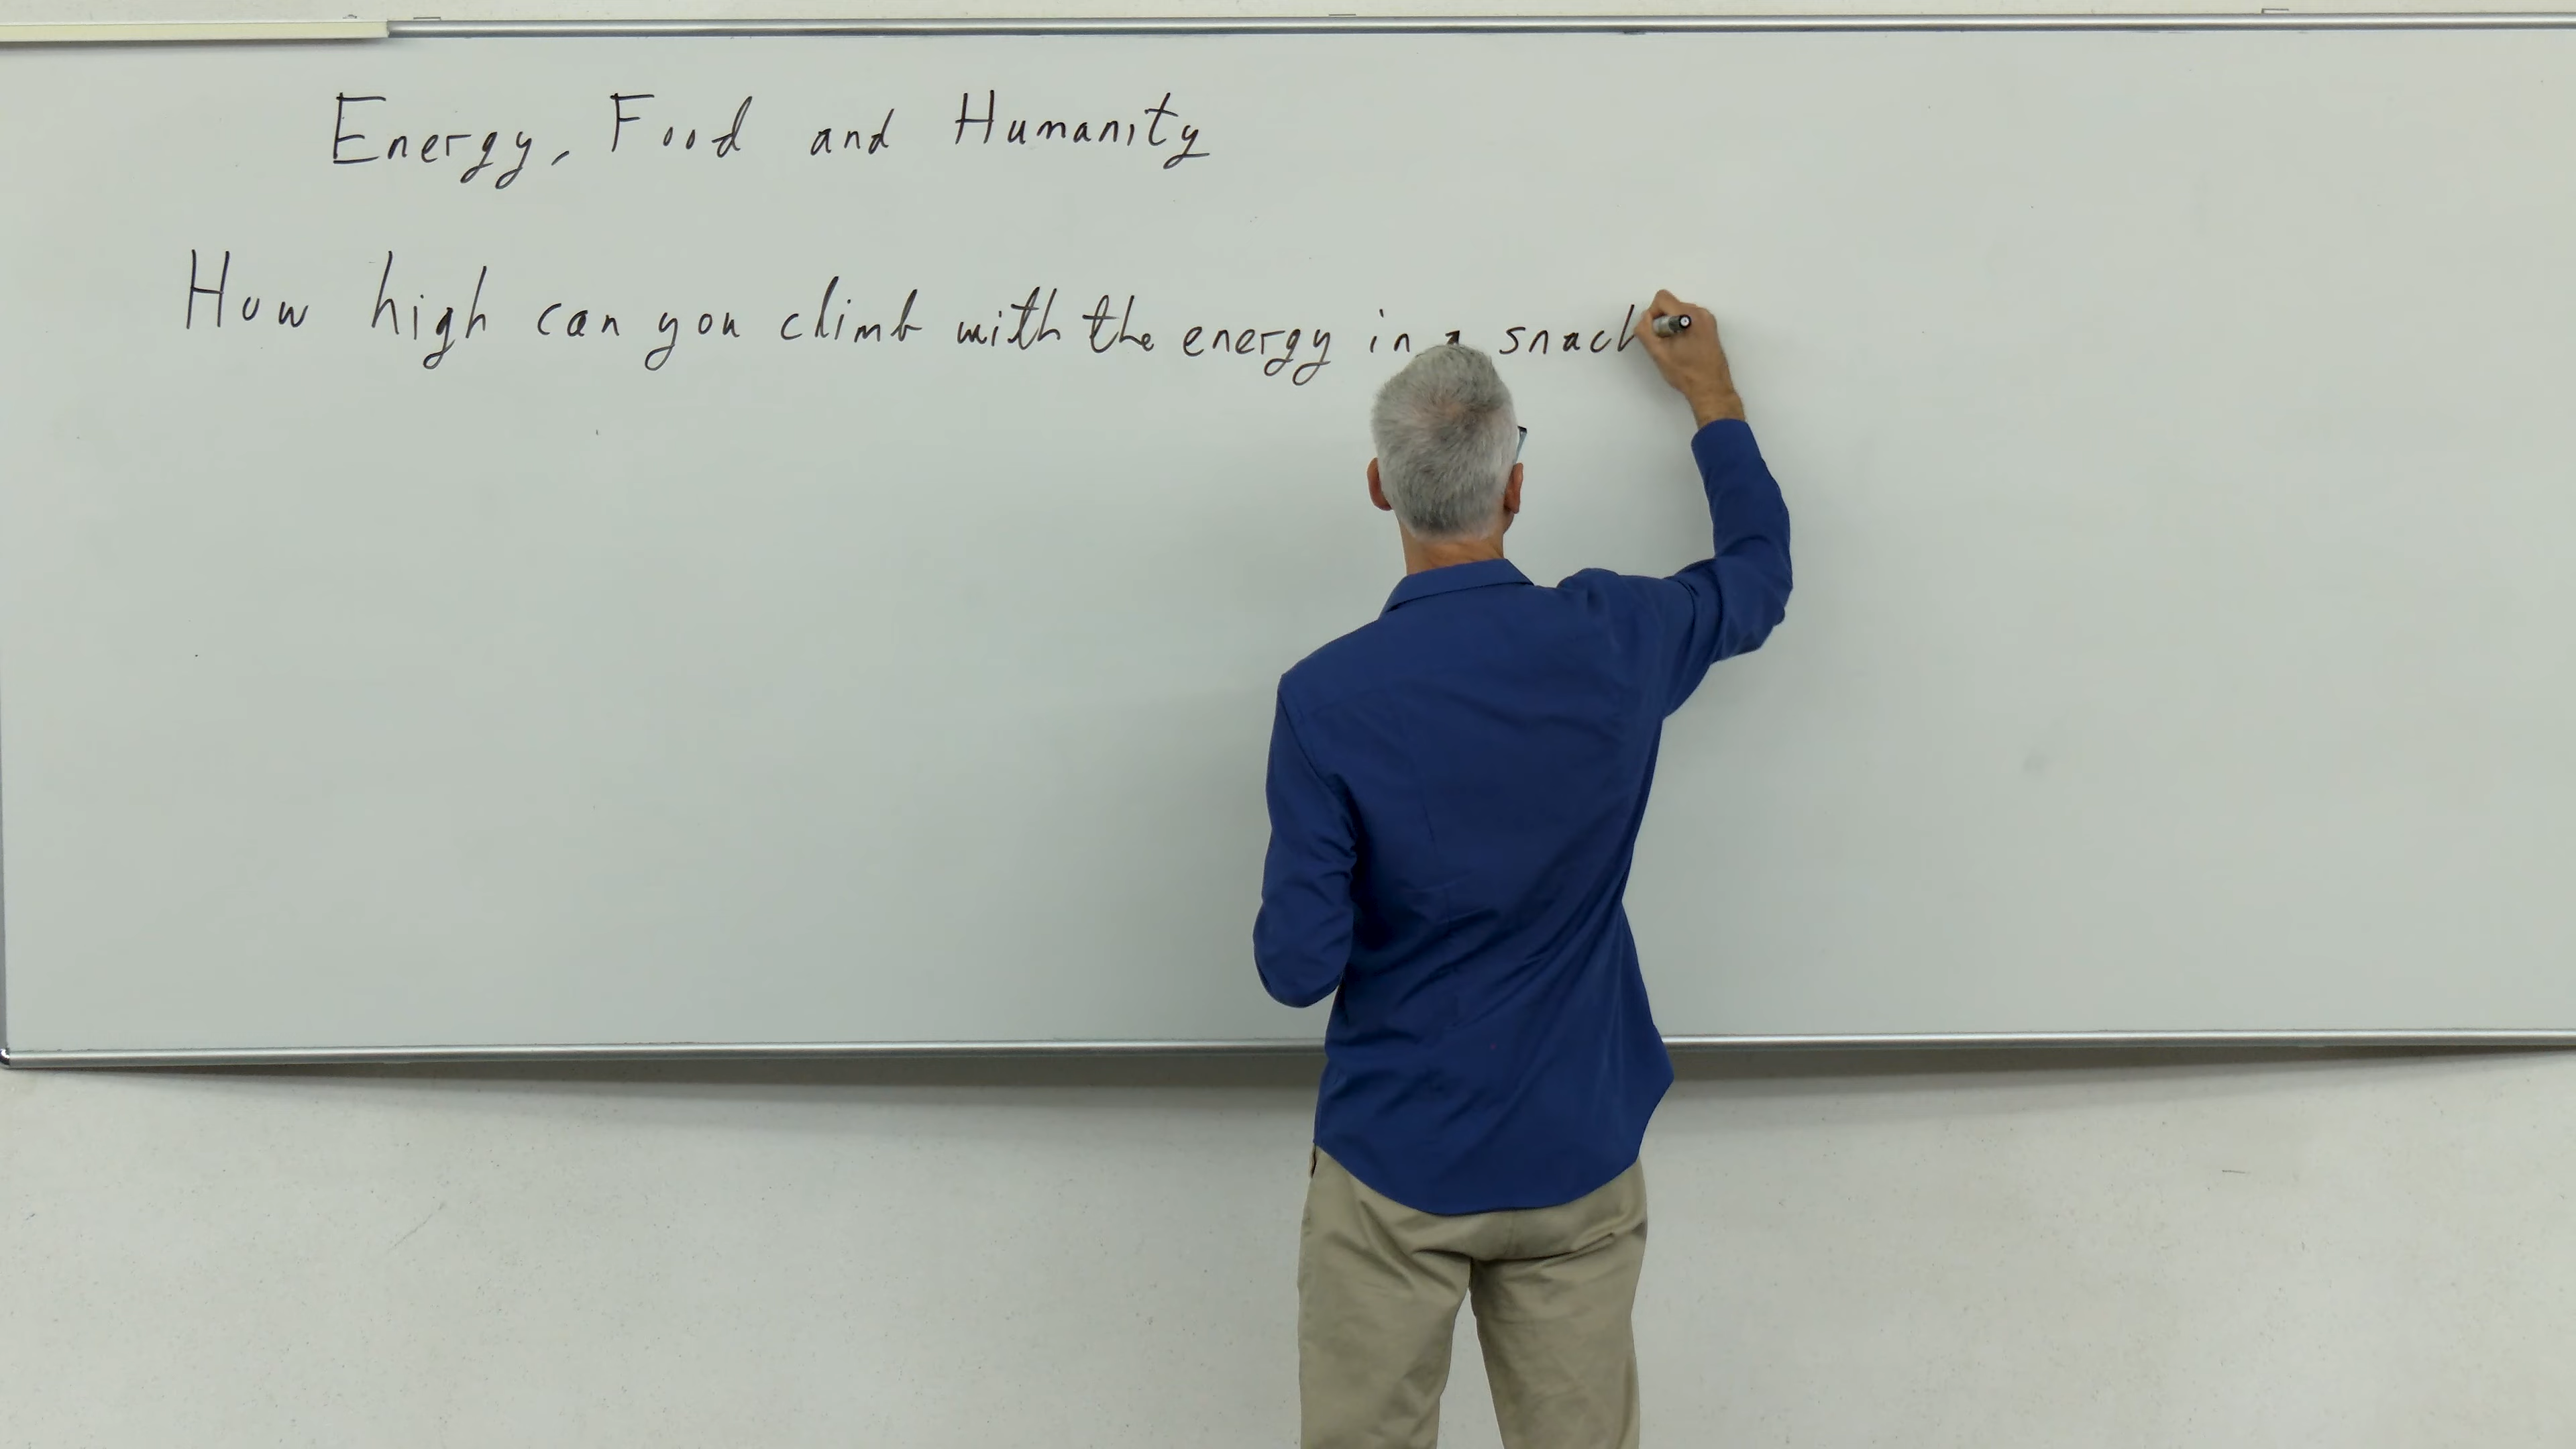 Energy, Food and Humanity
How high can you climb with the energy in a snack